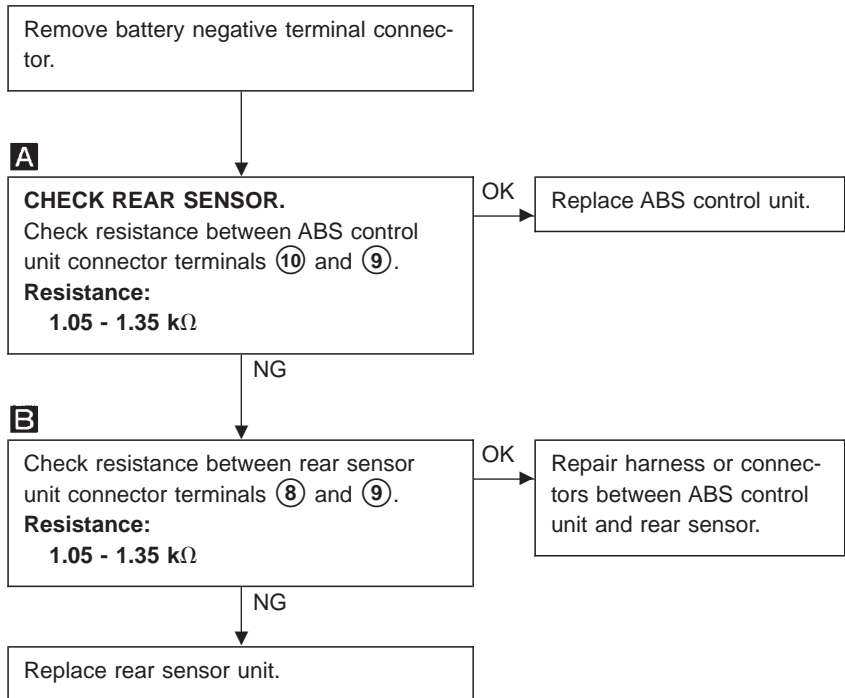 Remove battery negative terminal connec-
tor.
A
CHECK REAR SENSOR.
Check resistance between ABS control
unit connector terminals ⑩ and ⑨.
Resistance:
1.05 - 1.35 kΩ
OK
Replace ABS control unit.
NG
B
Check resistance between rear sensor
unit connector terminals ⑧ and ⑨.
Resistance:
1.05 - 1.35 kΩ
OK
Repair harness or connec-
tors between ABS control
unit and rear sensor.
NG
Replace rear sensor unit.